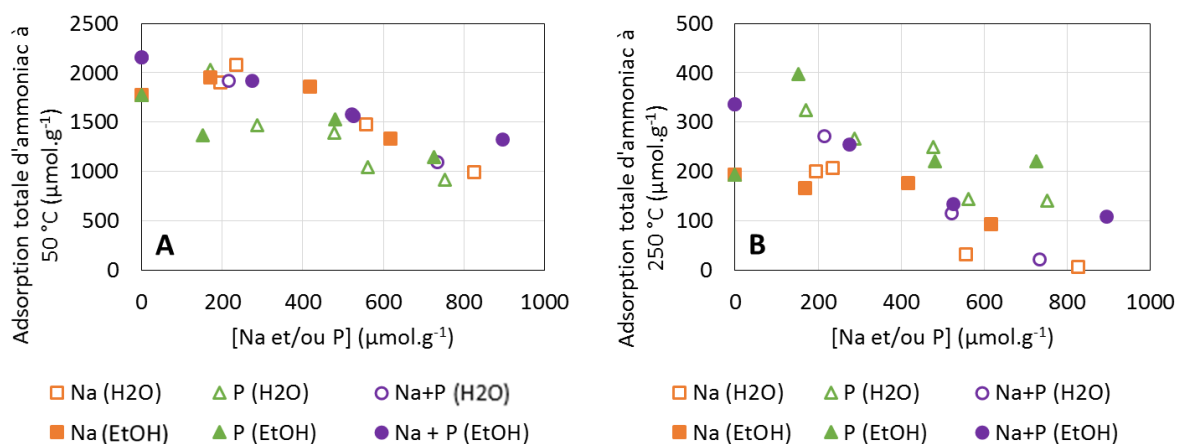 Adsorption totale d'ammoniac à
50 °C (µmol.g-1)
2500
2000
1500
1000
500
0
A
0 200 400 600 800 1000
[Na et/ou P] (µmol.g-1)
Na (H2O) P (H2O) Na+P (H2O)
Na (EtOH) P (EtOH) Na + P (EtOH)
Adsorption totale d'ammoniac à
250 °C (µmol.g-1)
500
400
300
200
100
0
B
0 200 400 600 800 1000
[Na et/ou P] (µmol.g-1)
Na (H2O) P (H2O) Na+P (H2O)
Na (EtOH) P (EtOH) Na+P (EtOH)